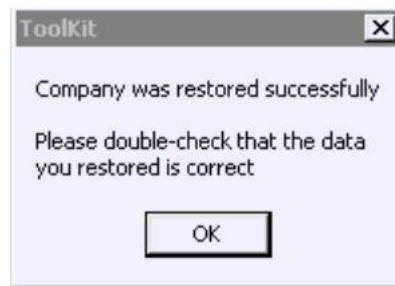 ToolKit
Company was restored successfully
Please double-check that the data
you restored is correct
OK